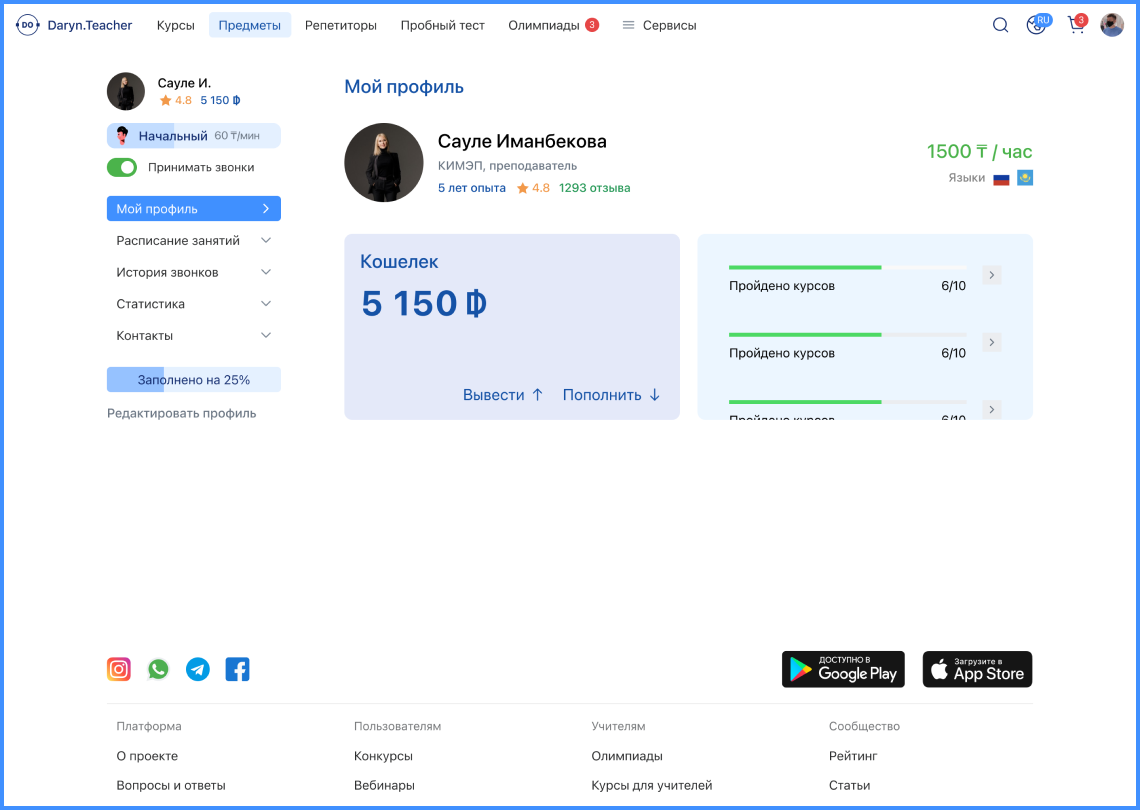 DO Daryn.Teacher Курсы Предметы Репетиторы Пробный тест Олимпиады 3 Сервисы RU 3
Сауле И.
4.8 5 150 ₿
Начальный 60 ₸/мин
Принимать звонки
Мой профиль
Расписание занятий
История звонков
Статистика
Контакты
Заполнено на 25%
Редактировать профиль
Мой профиль
Сауле Иманбекова
КИМЭП, преподаватель
5 лет опыта 4.8 1293 отзыва
1500 ₸ / час
Языки
Кошелек
5 150 ₿
Вывести ↑ Пополнить ↓
Пройдено курсов 6/10
Пройдено курсов 6/10
Пройдено курсов 6/10
ДОСТУПНО В
Google Play
Загрузите в
App Store
Платформа
О проекте
Вопросы и ответы
Пользователям
Конкурсы
Вебинары
Учителям
Олимпиады
Курсы для учителей
Сообщество
Рейтинг
Статьи